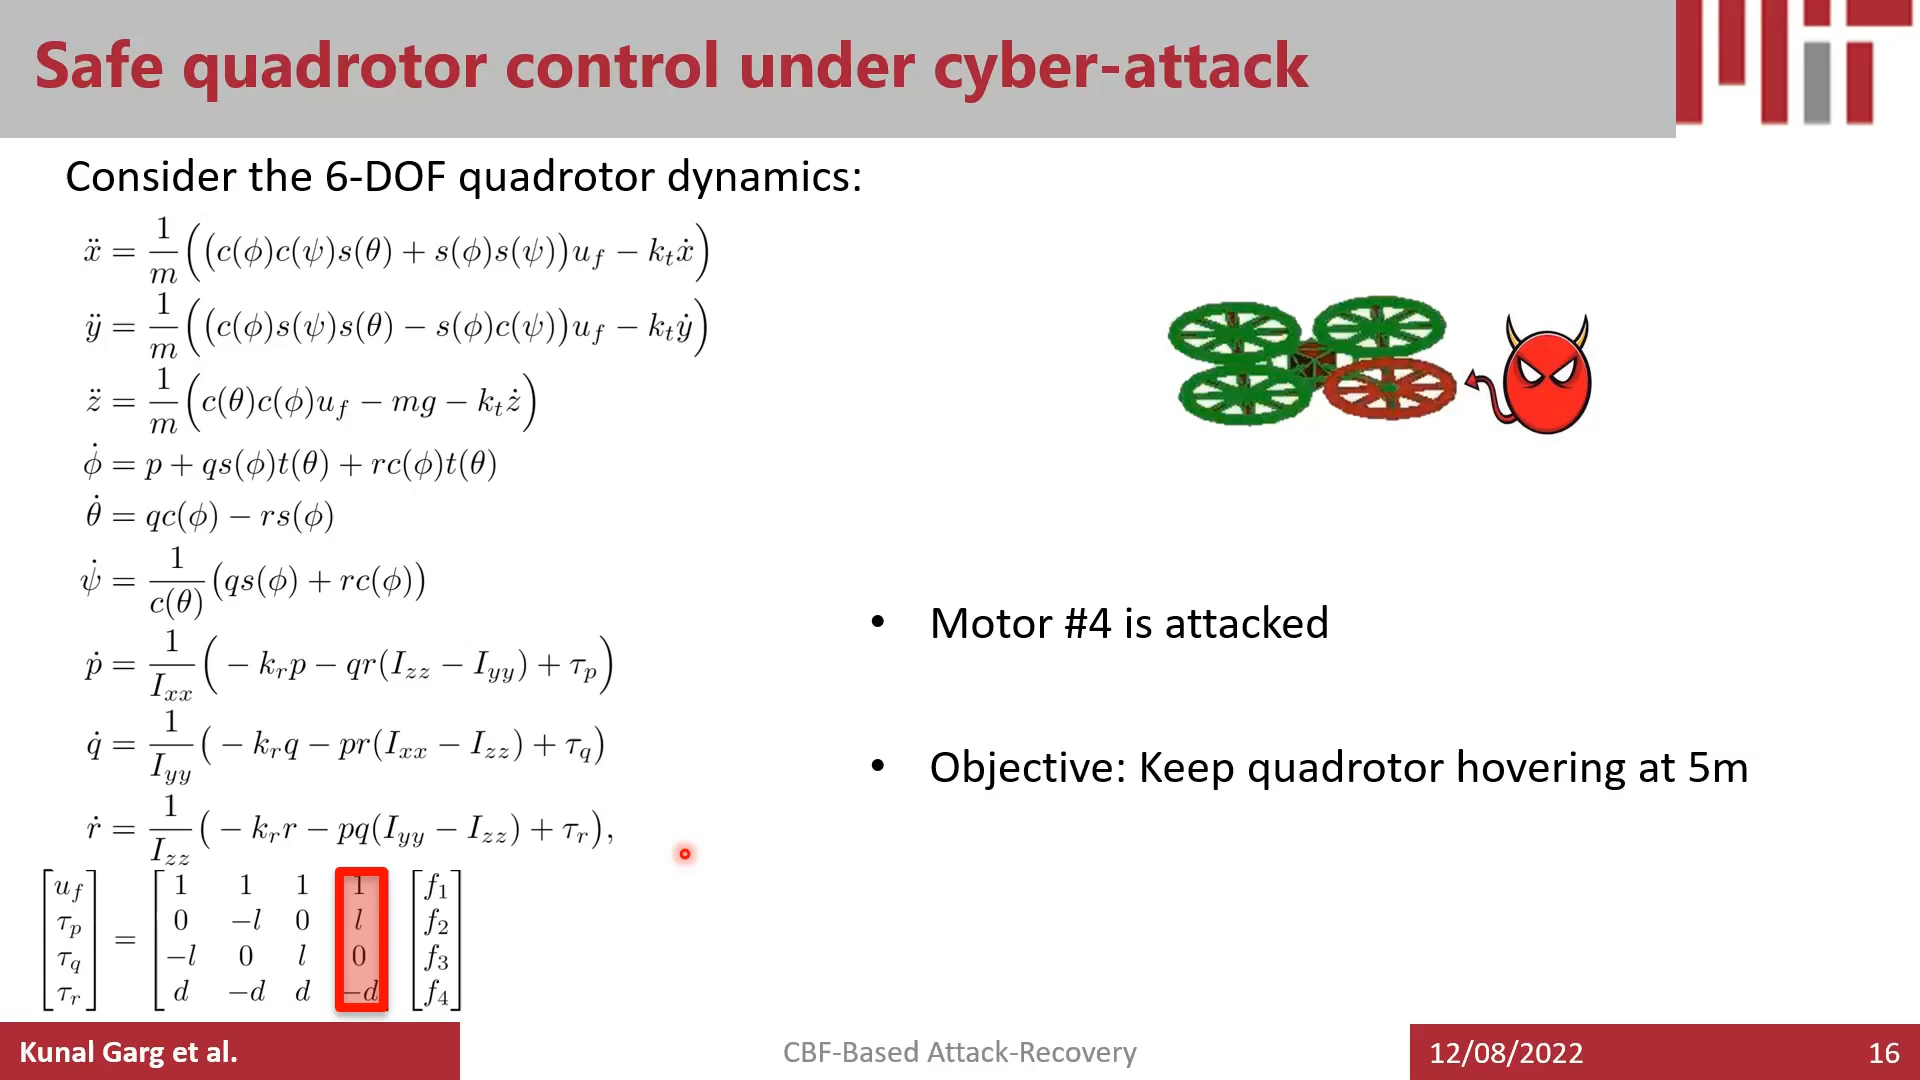 Safe quadrotor control under cyber-attack
Consider the 6-DOF quadrotor dynamics:
ẍ = 1/m ((c(ϕ)c(ψ)s(θ) + s(ϕ)s(ψ))u_f − k_t ẋ)
ÿ = 1/m ((c(ϕ)s(ψ)s(θ) − s(ϕ)c(ψ))u_f − k_t ẏ)
z̈ = 1/m (c(θ)c(ϕ)u_f − mg − k_t ż)
ϕ̇ = p + qs(ϕ)t(θ) + rc(ϕ)t(θ)
θ̇ = qc(ϕ) − rs(ϕ)
ψ̇ = 1/c(θ) (qs(ϕ) + rc(ϕ))
ṗ = 1/I_xx (− k_r p − qr(I_zz − I_yy) + τ_p)
q̇ = 1/I_yy (− k_r q − pr(I_xx − I_zz) + τ_q)
ṙ = 1/I_zz (− k_r r − pq(I_yy − I_zz) + τ_r),
u_f 1 1 1 1 f_1
τ_p 0 −l 0 l f_2
τ_q = −l 0 l 0 f_3
τ_r d −d d −d f_4
• Motor #4 is attacked
• Objective: Keep quadrotor hovering at 5m
Kunal Garg et al.
CBF-Based Attack-Recovery
12/08/2022
16